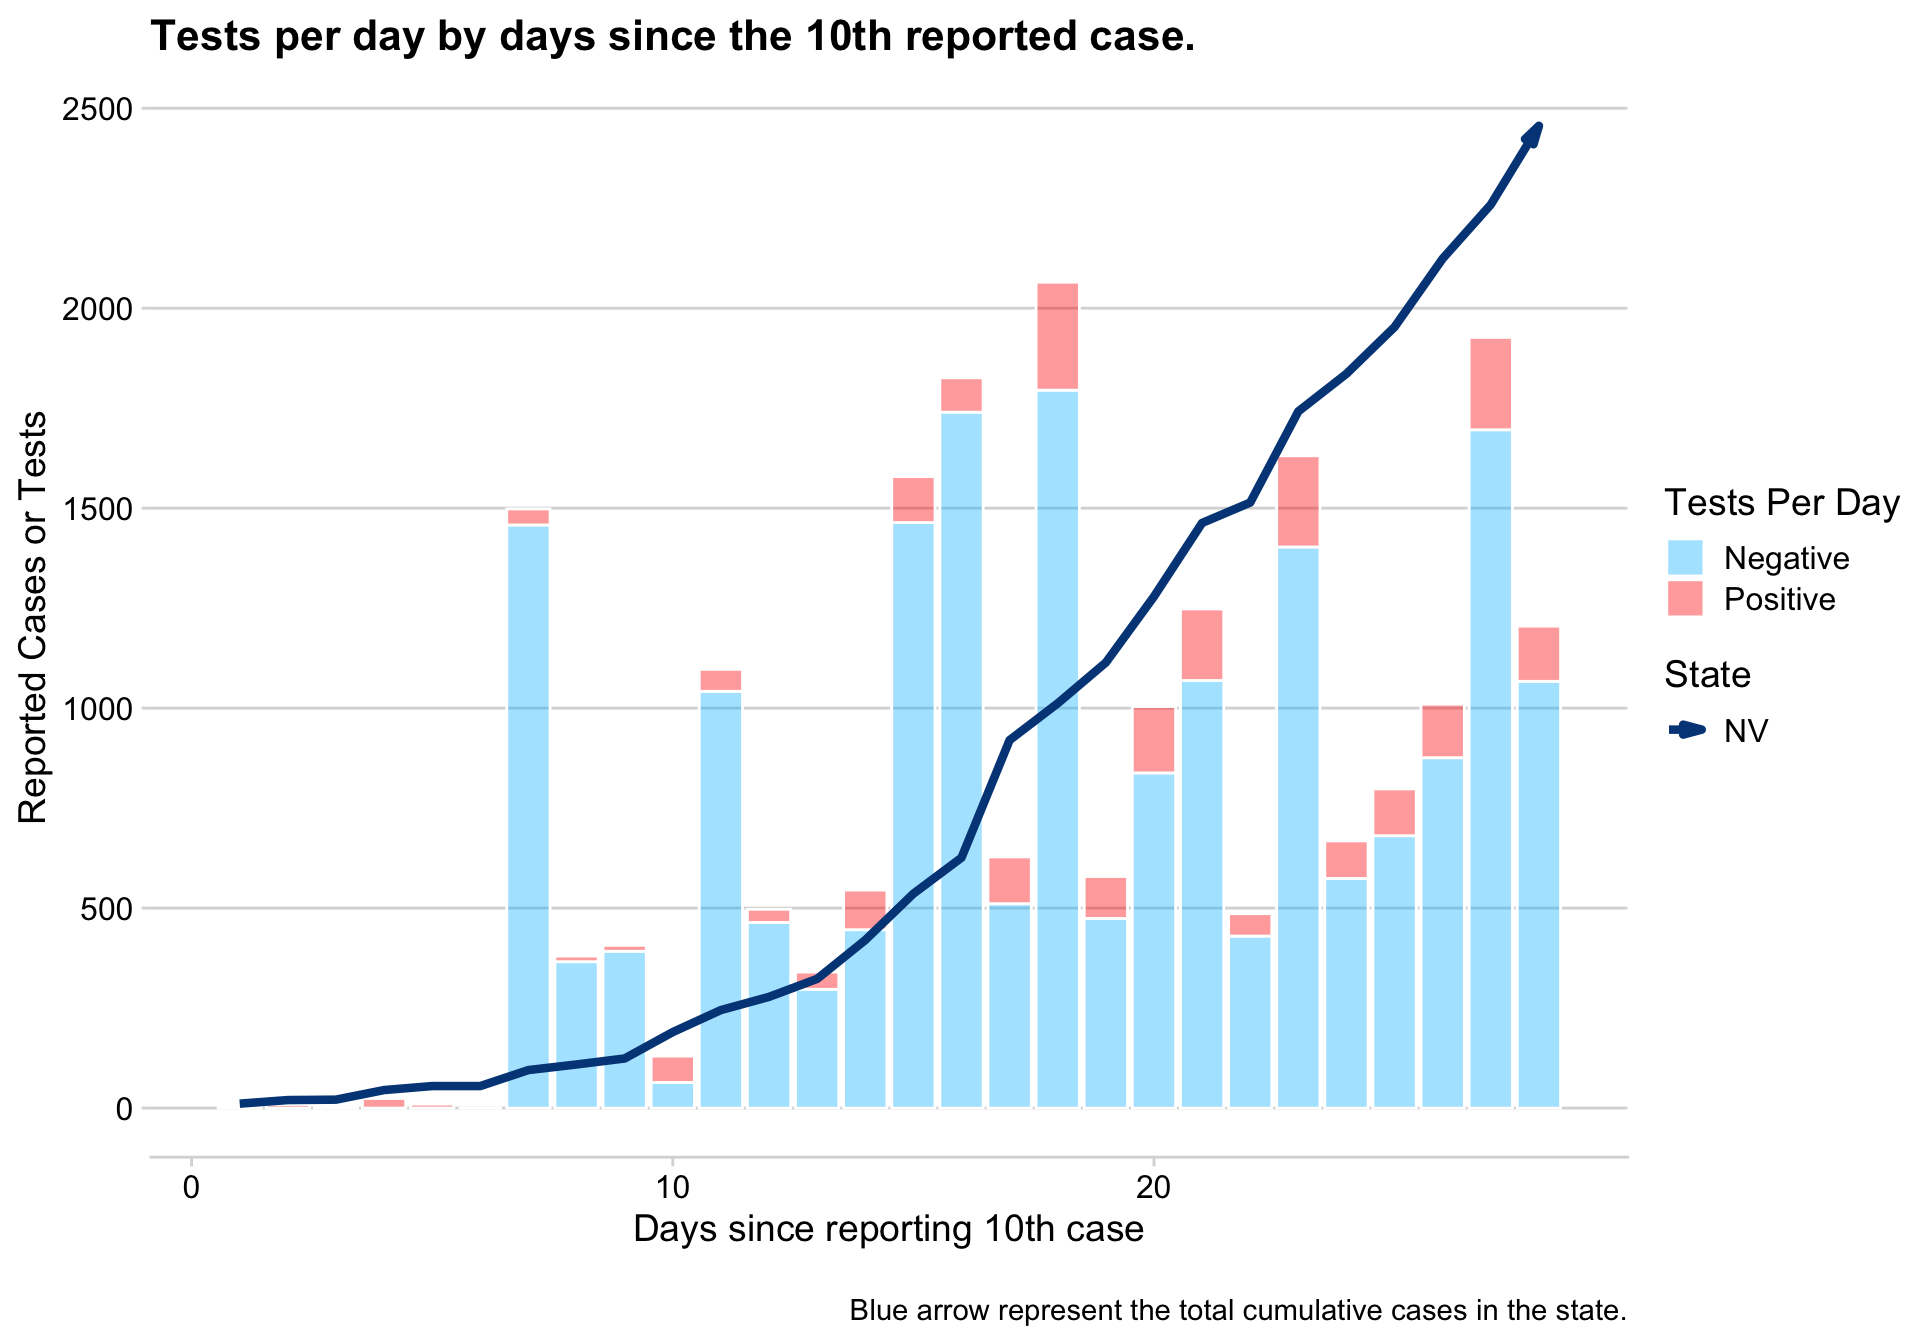 Tests per day by days since the 10th reported case.
2500
2000
1500
1000
500
0
Reported Cases or Tests
0 10 20
Days since reporting 10th case
Tests Per Day
Negative
Positive
State
NV
Blue arrow represent the total cumulative cases in the state.